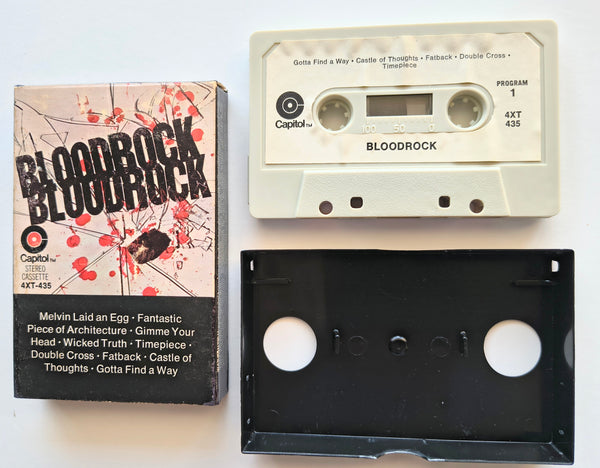 BLOODROCK
BLOODROCK
Capitol TM
STEREO
CASSETTE
4XT-435
Melvin Laid an Egg • Fantastic
Piece of Architecture • Gimme Your
Head • Wicked Truth • Timepiece •
Double Cross • Fatback • Castle of
Thoughts • Gotta Find a Way
Gotta Find a Way • Castle of Thoughts • Fatback • Double Cross •
Timepiece
PROGRAM
1
4XT
435
Capitol TM
100 50 0
BLOODROCK